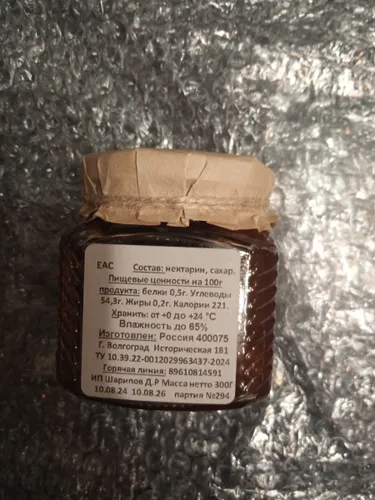 ЕАС Состав: нектарин, сахар.
Пищевые ценности на 100г
продукта: белки 0,5г. Углеводы
54,3г. Жиры 0,2г. Калории 221.
Хранить: от +0 до +24 °C
Влажность до 65%
Изготовлен: Россия 400075
Г. Волгоград Историческая 181
ТУ 10.39.22-0012029963437-2024
Горячая линия: 89610814591
ИП Шарипов Д.Р Масса нетто 300Г
10.08.24 10.08.26 партия №294